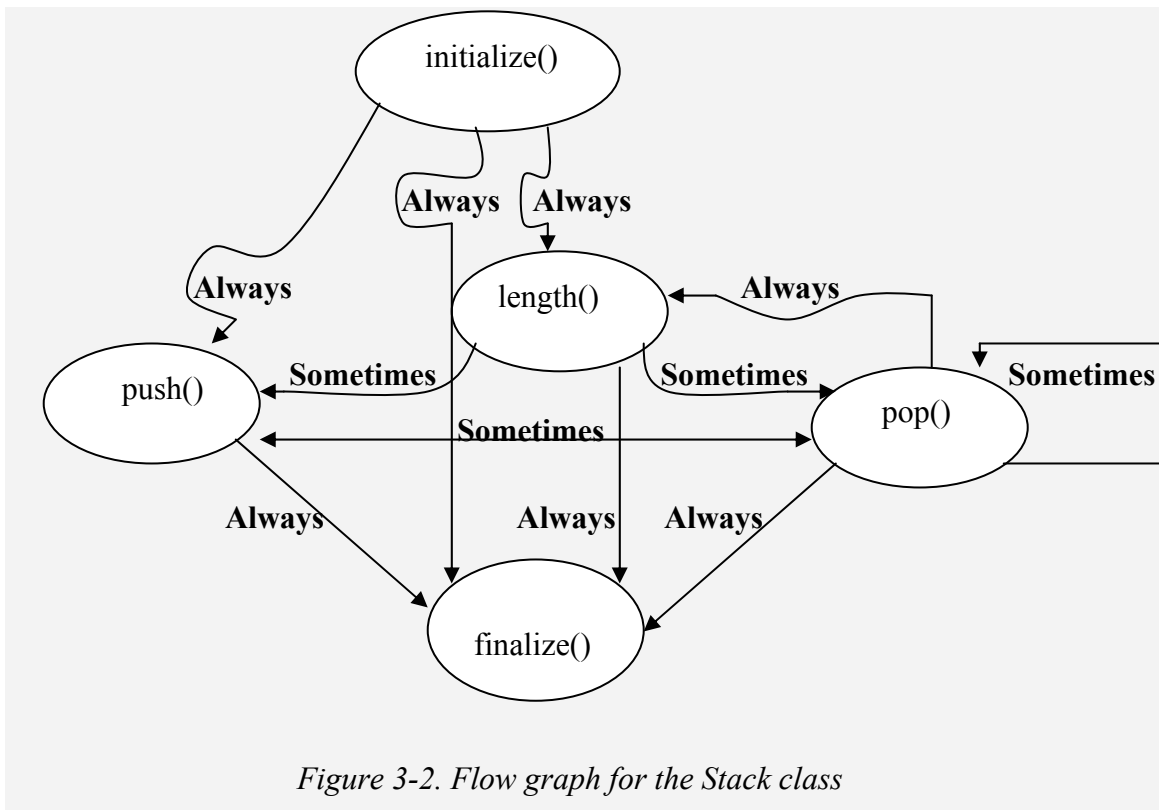 initialize()
Always
Always
Always
length()
Always
Sometimes
Sometimes
Sometimes
push()
pop()
Sometimes
Always
Always
Always
finalize()
Figure 3-2. Flow graph for the Stack class